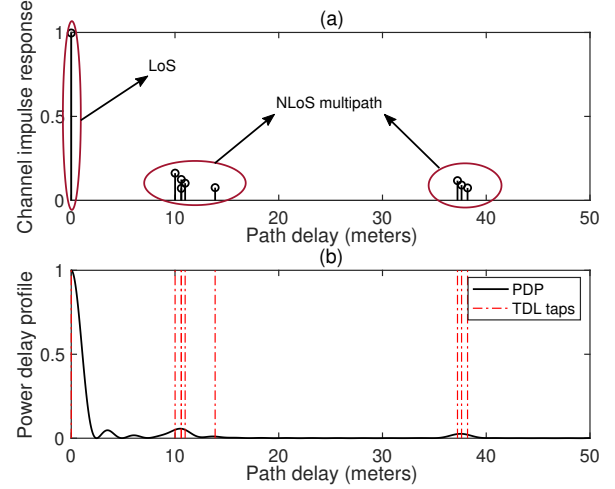 (a)
Channel impulse response
1
0.5
0
LoS
NLoS multipath
0 10 20 30 40 50
Path delay (meters)
(b)
Power delay profile
1
0.5
0
PDP
TDL taps
0 10 20 30 40 50
Path delay (meters)